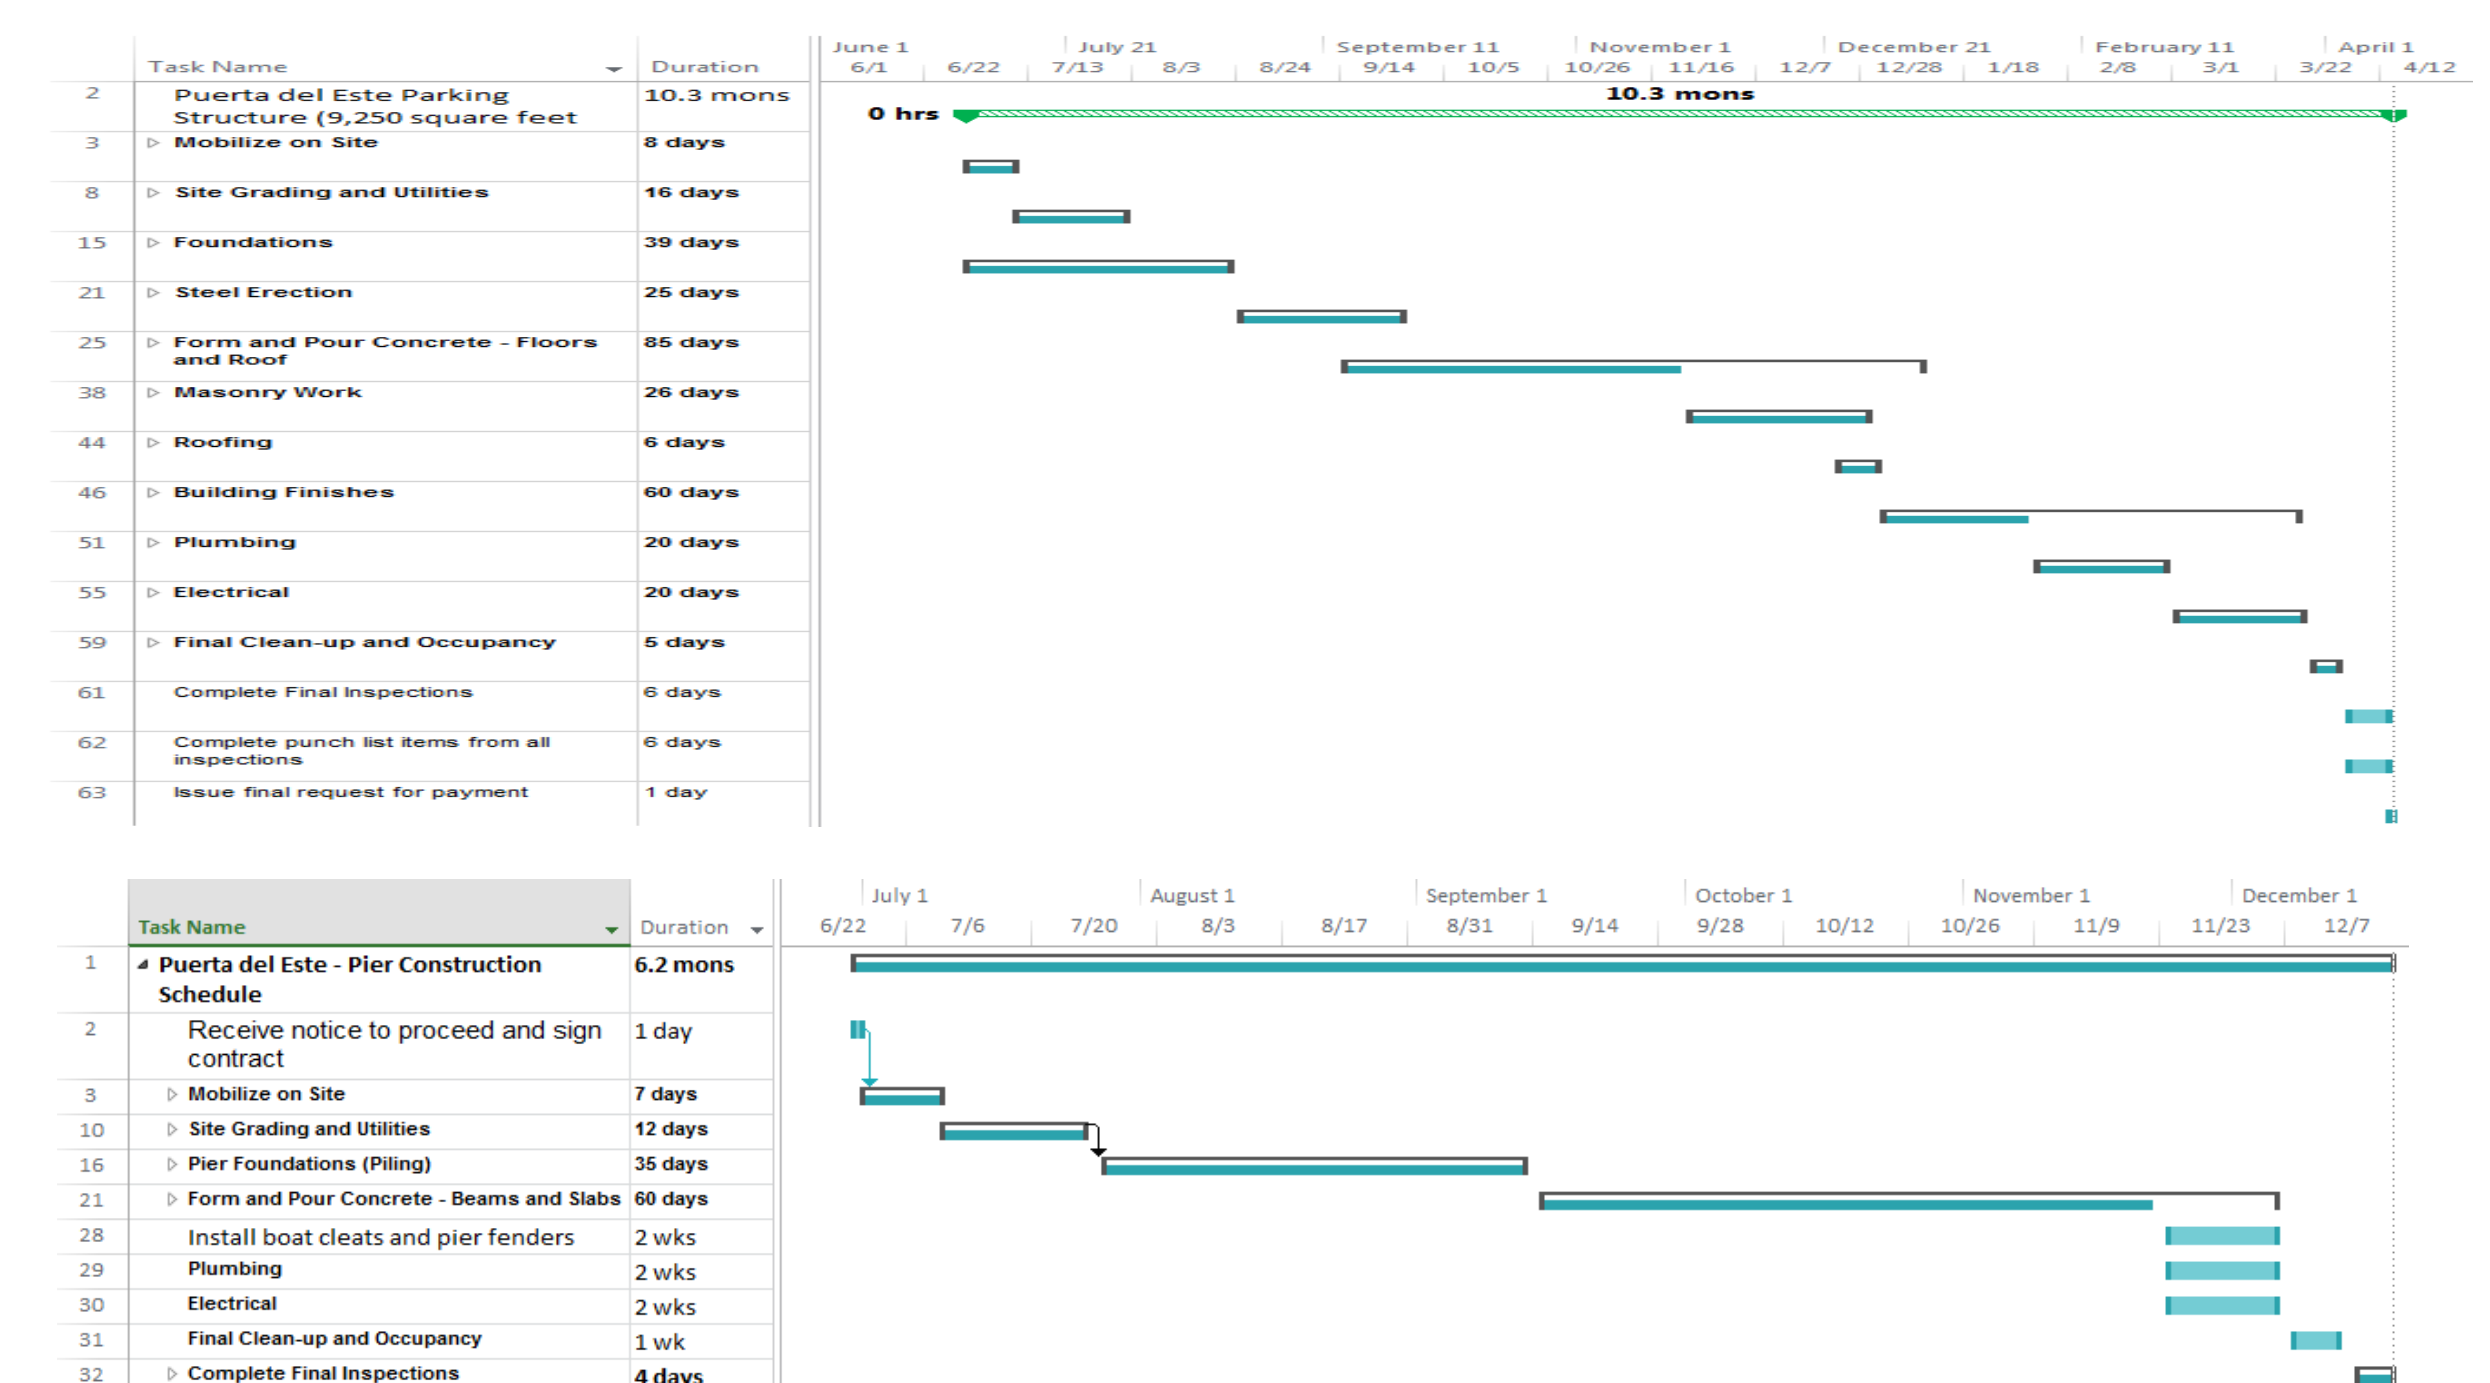 June 1 July 21 September 11 November 1 December 21 February 11 April 1
Task Name Duration 6/1 6/22 7/13 8/3 8/24 9/14 10/5 10/26 11/16 12/7 12/28 1/18 2/8 3/1 3/22 4/12
2 Puerta del Este Parking 10.3 mons 10.3 mons
Structure (9,250 square feet 0 hrs
3 Mobilize on Site 8 days
8 Site Grading and Utilities 16 days
15 Foundations 39 days
21 Steel Erection 25 days
25 Form and Pour Concrete - Floors 85 days
and Roof
38 Masonry Work 26 days
44 Roofing 6 days
46 Building Finishes 60 days
51 Plumbing 20 days
55 Electrical 20 days
59 Final Clean-up and Occupancy 5 days
61 Complete Final Inspections 6 days
62 Complete punch list items from all 6 days
inspections
63 Issue final request for payment 1 day
July 1 August 1 September 1 October 1 November 1 December 1
Task Name Duration 6/22 7/6 7/20 8/3 8/17 8/31 9/14 9/28 10/12 10/26 11/9 11/23 12/7
1 Puerta del Este - Pier Construction 6.2 mons
Schedule
2 Receive notice to proceed and sign 1 day
contract
3 Mobilize on Site 7 days
10 Site Grading and Utilities 12 days
16 Pier Foundations (Piling) 35 days
21 Form and Pour Concrete - Beams and Slabs 60 days
28 Install boat cleats and pier fenders 2 wks
29 Plumbing 2 wks
30 Electrical 2 wks
31 Final Clean-up and Occupancy 1 wk
32 Complete Final Inspections 4 days